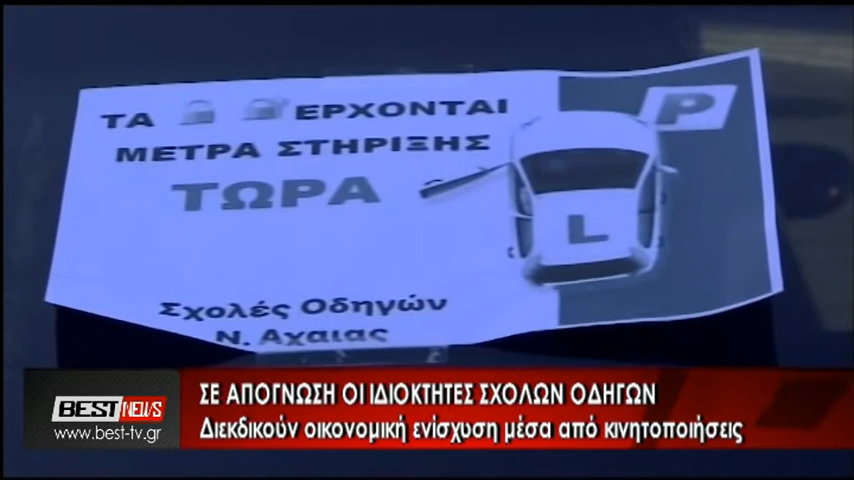 ΤΑ ΕΡΧΟΝΤΑΙ
ΜΕΤΡΑ ΣΤΗΡΙΞΗΣ
ΤΩΡΑ
P
L
Σχολές Οδηγών
Ν. Αχαιας
BEST NEWS
www.best-tv.gr
ΣΕ ΑΠΟΓΝΩΣΗ ΟΙ ΙΔΙΟΚΤΗΤΕΣ ΣΧΟΛΩΝ ΟΔΗΓΩΝ
Διεκδικούν οικονομική ενίσχυση μέσα από κινητοποιήσεις